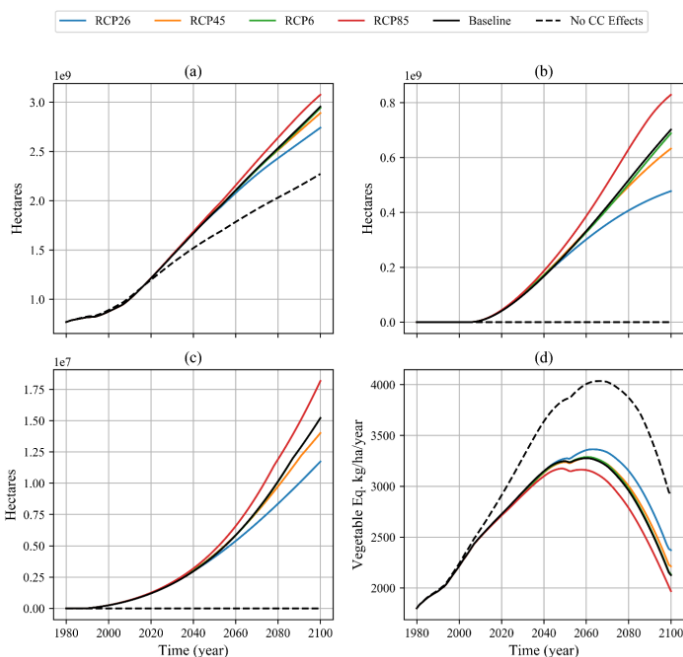 RCP26 RCP45 RCP6 RCP85 Baseline No CC Effects
(a)
1e9
3.0
2.5
2.0
1.5
1.0
Hectares
(b)
1e9
0.8
0.6
0.4
0.2
0.0
Hectares
(c)
1e7
1.75
1.50
1.25
1.00
0.75
0.50
0.25
0.00
Hectares
1980 2000 2020 2040 2060 2080 2100
Time (year)
(d)
4000
3500
3000
2500
2000
Vegetable Eq. kg/ha/year
1980 2000 2020 2040 2060 2080 2100
Time (year)